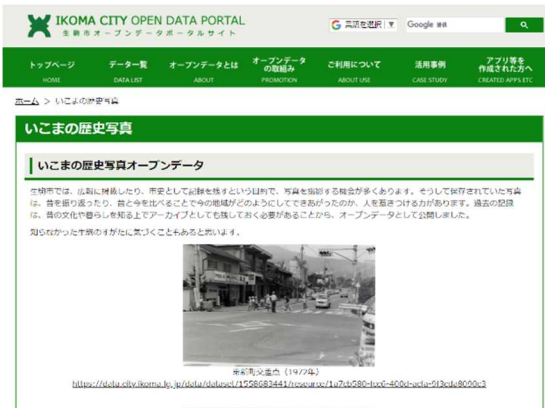 IKOMA CITY OPEN DATA PORTAL
生駒市オープンデータポータルサイト
言語を選択 ▼
Google 提供
トップページ
HOME
データ一覧
DATA LIST
オープンデータとは
ABOUT
オープンデータの取組み
PROMOTION
ご利用について
ABOUT USE
活用事例
CASE STUDY
アプリ等を作成された方へ
CREATED APPS ETC
ホーム > いこまの歴史写真
いこまの歴史写真
いこまの歴史写真オープンデータ
生駒市では、広報に掲載したり、市史として記録を残すという目的で、写真を撮影する機会が多くあります。そうして保存されていた写真
は、昔を振り返ったり、昔と今を比べることで今の地域がどのようにしてできあがったのか、人を惹きつける力があります。過去の記録
は、昔の文化や暮らしを知る上でアーカイブとしても残しておく必要があることから、オープンデータとして公開しました。
知らなかった生駒のすがたに気づくこともあると思います。
東新町交差点（1972年）